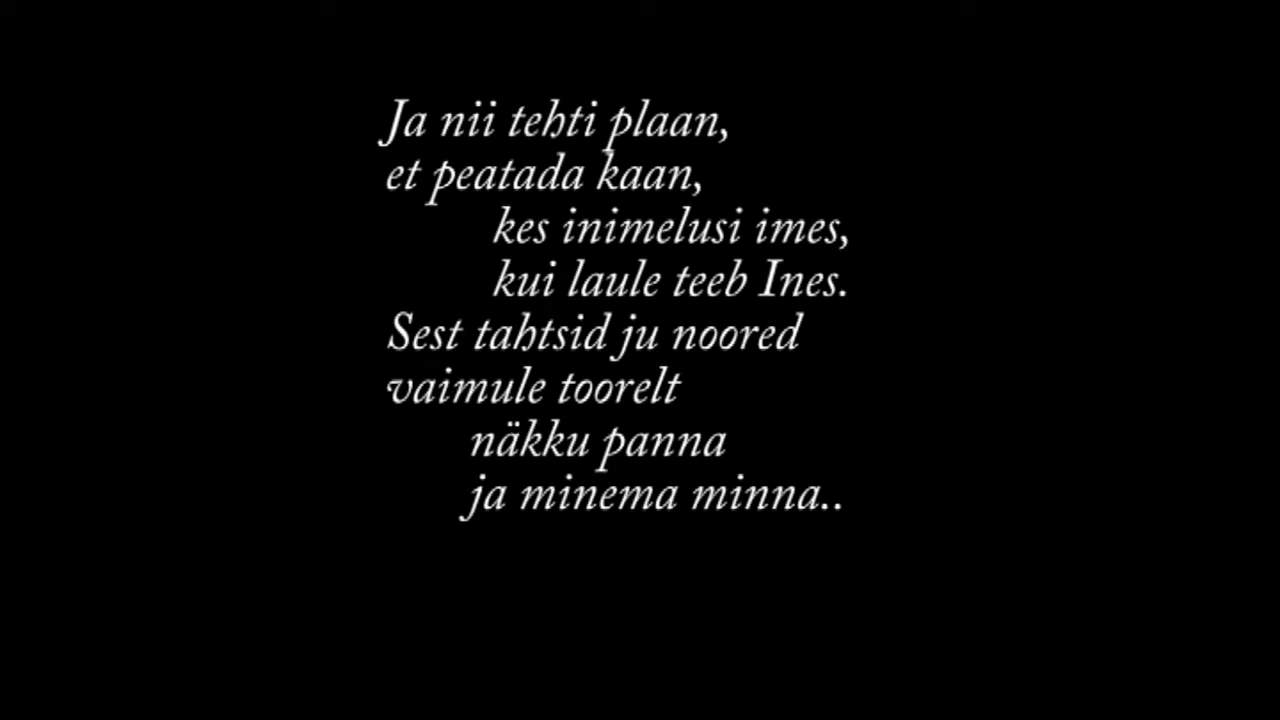 Ja nii tehti plaan,
et peatada kaan,
kes inimelusi imes,
kui laule teeb Ines.
Sest tahtsid ju noored
vaimule toorelt
näkku panna
ja minema minna..